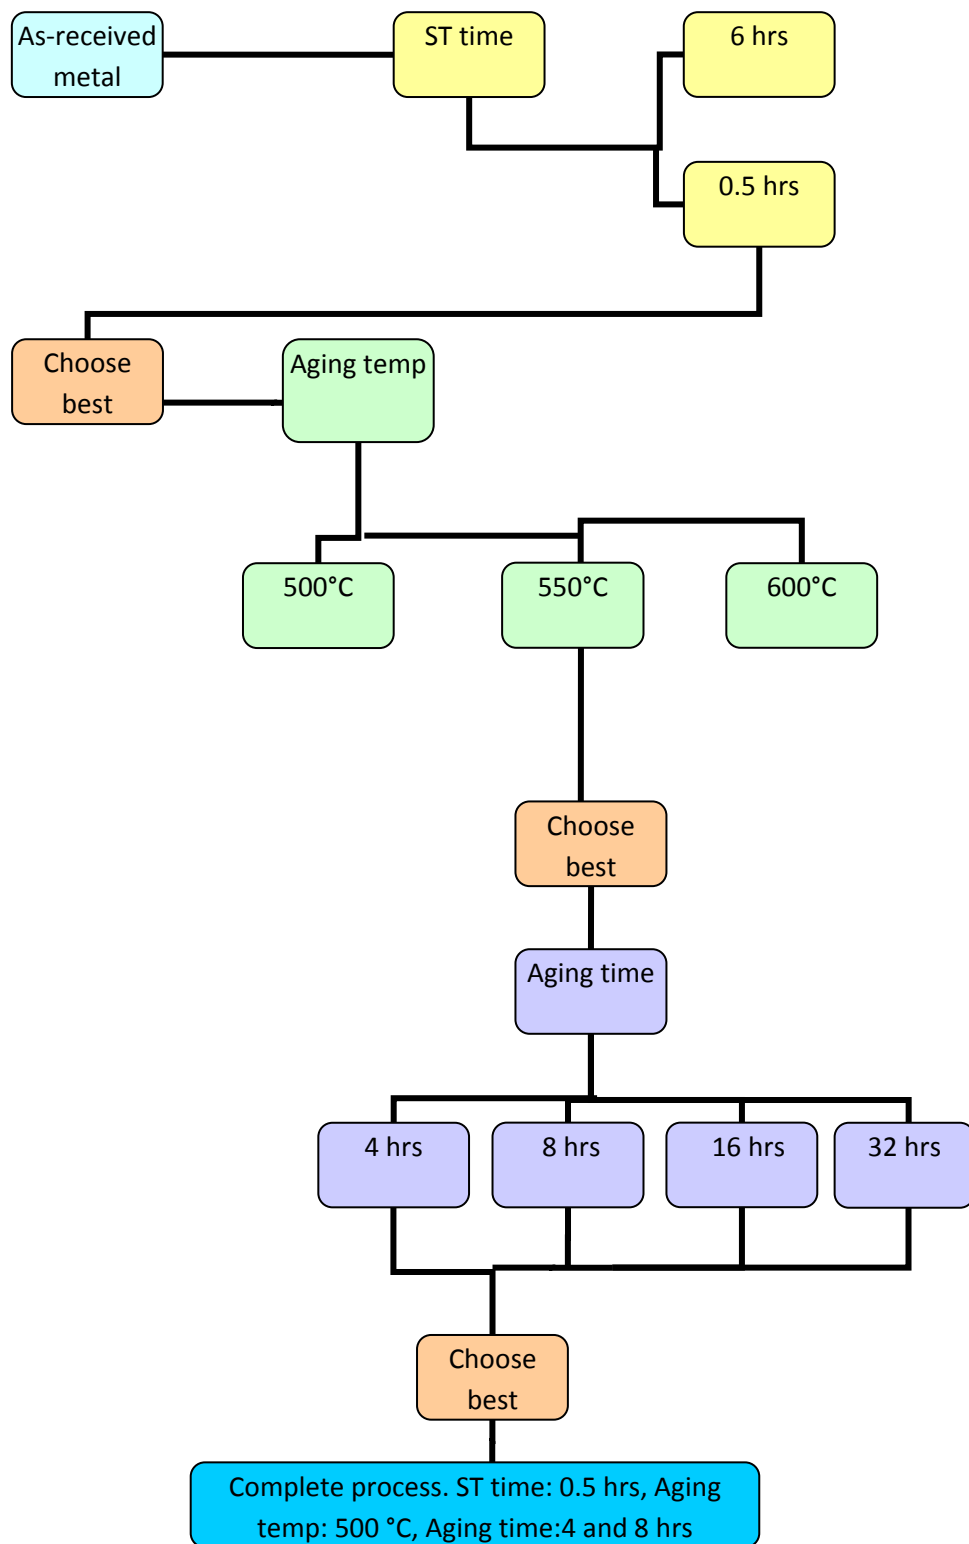 As-received
metal
ST time
6 hrs
0.5 hrs
Choose
best
Aging temp
500°C
550°C
600°C
Choose
best
Aging time
4 hrs
8 hrs
16 hrs
32 hrs
Choose
best
Complete process. ST time: 0.5 hrs, Aging
temp: 500 °C, Aging time:4 and 8 hrs